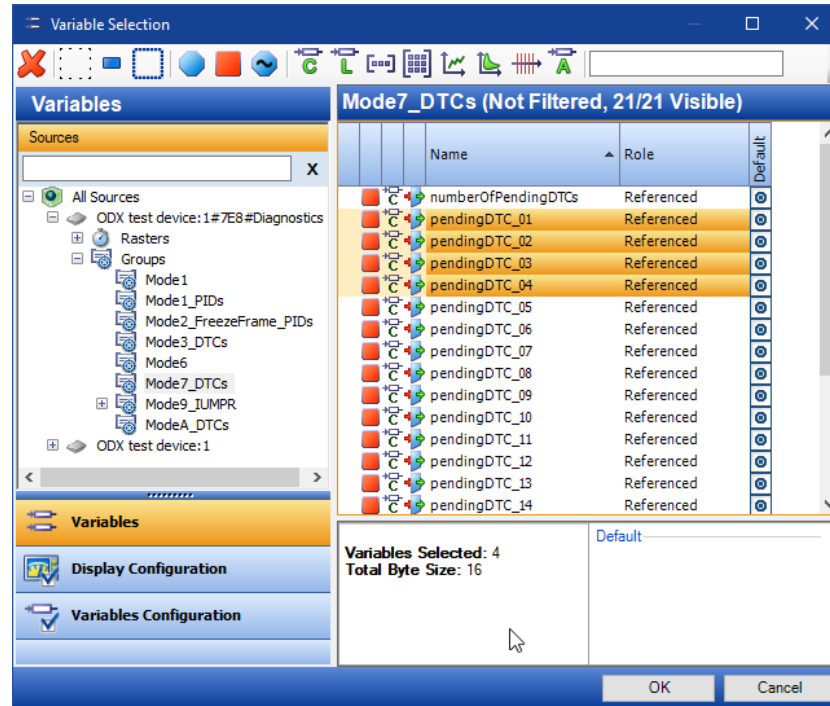 Variable Selection
C L A
Variables
Sources
X
All Sources
ODX test device:1#7E8#Diagnostics
Rasters
Groups
Mode1
Mode1_PIDs
Mode2_FreezeFrame_PIDs
Mode3_DTCs
Mode6
Mode7_DTCs
Mode9_IUMPR
ModeA_DTCs
ODX test device:1
Variables
Display Configuration
Variables Configuration
Mode7_DTCs (Not Filtered, 21/21 Visible)
Name Role Default
C numberOfPendingDTCs Referenced
C pendingDTC_01 Referenced
C pendingDTC_02 Referenced
C pendingDTC_03 Referenced
C pendingDTC_04 Referenced
C pendingDTC_05 Referenced
C pendingDTC_06 Referenced
C pendingDTC_07 Referenced
C pendingDTC_08 Referenced
C pendingDTC_09 Referenced
C pendingDTC_10 Referenced
C pendingDTC_11 Referenced
C pendingDTC_12 Referenced
C pendingDTC_13 Referenced
C pendingDTC_14 Referenced
Variables Selected: 4
Total Byte Size: 16
Default
OK Cancel